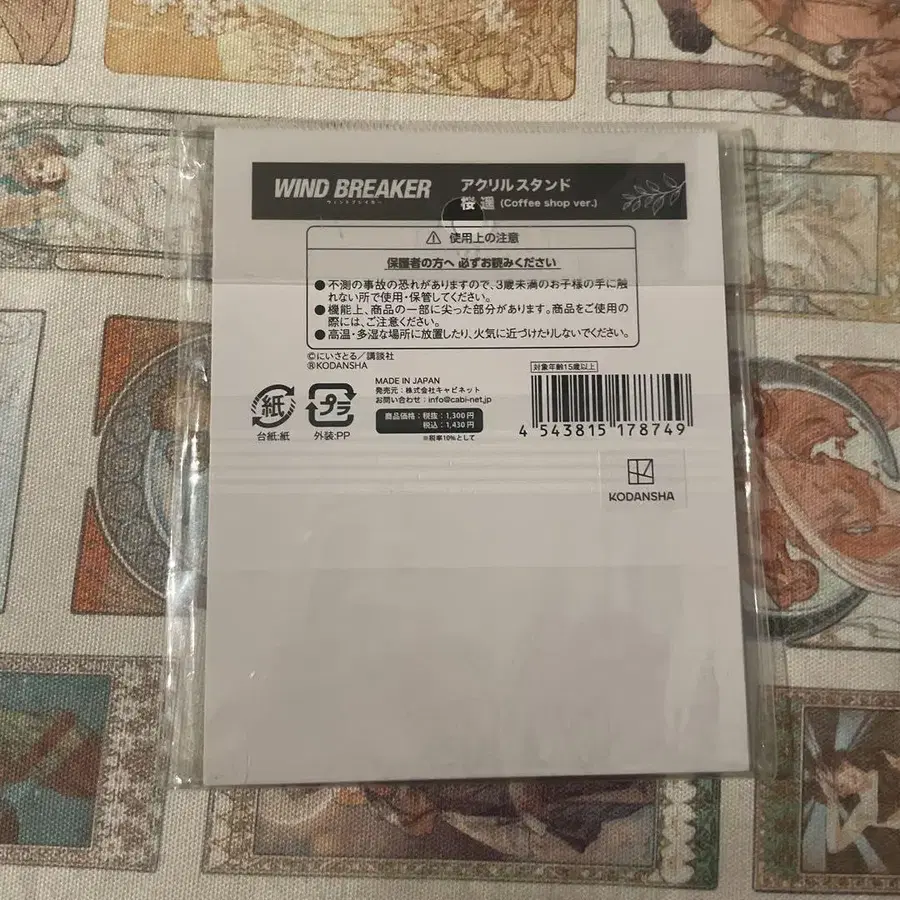 WIND BREAKER
ウィンドブレイカー
アクリルスタンド
桜 遥 (Coffee shop ver.)
⚠ 使用上の注意
保護者の方へ 必ずお読みください
●不測の事故の恐れがありますので、3歳未満のお子様の手に触
れない所で使用・保管してください。
●機能上、商品の一部に尖った部分があります。商品をご使用の
際には、ご注意ください。
●高温・多湿な場所に放置したり、火気に近づけたりしないでください。
©にいさとる/講談社
ⓇKODANSHA
紙
台紙:紙
プラ
外装:PP
MADE IN JAPAN
発売元:株式会社キャビネット
お問い合わせ:info@cabi-net.jp
商品価格:税抜:1,300円
税込:1,430円
※税率10%として
対象年齢15歳以上
4 543815 178749
KODANSHA